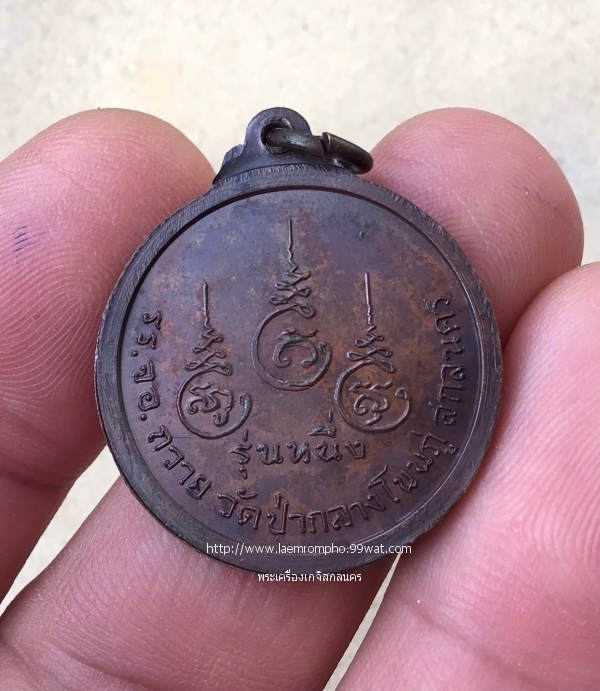 รุ่นหนึ่ง
รร.จอ. ถวาย วัดป่ากลางโนนภู่ สกลนคร
http://www.laemrompho.99wat.com
พระเครื่องเกจิสกลนคร